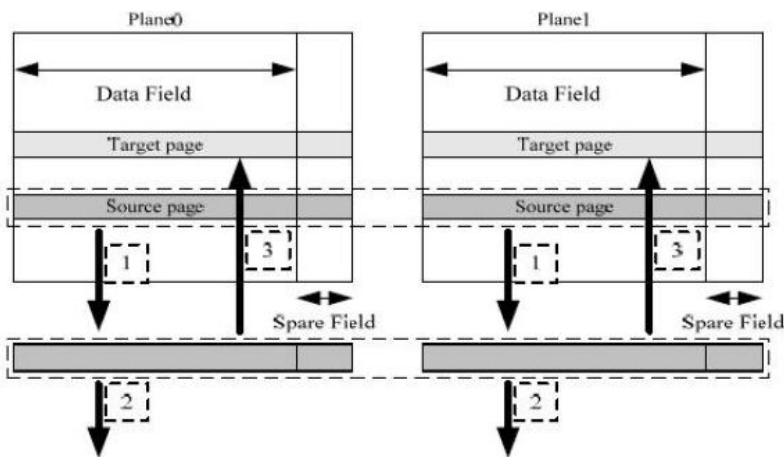 Plane0
Plane1
Data Field
Data Field
Target page
Target page
Source page
Source page
1
3
1
3
Spare Field
Spare Field
2
2